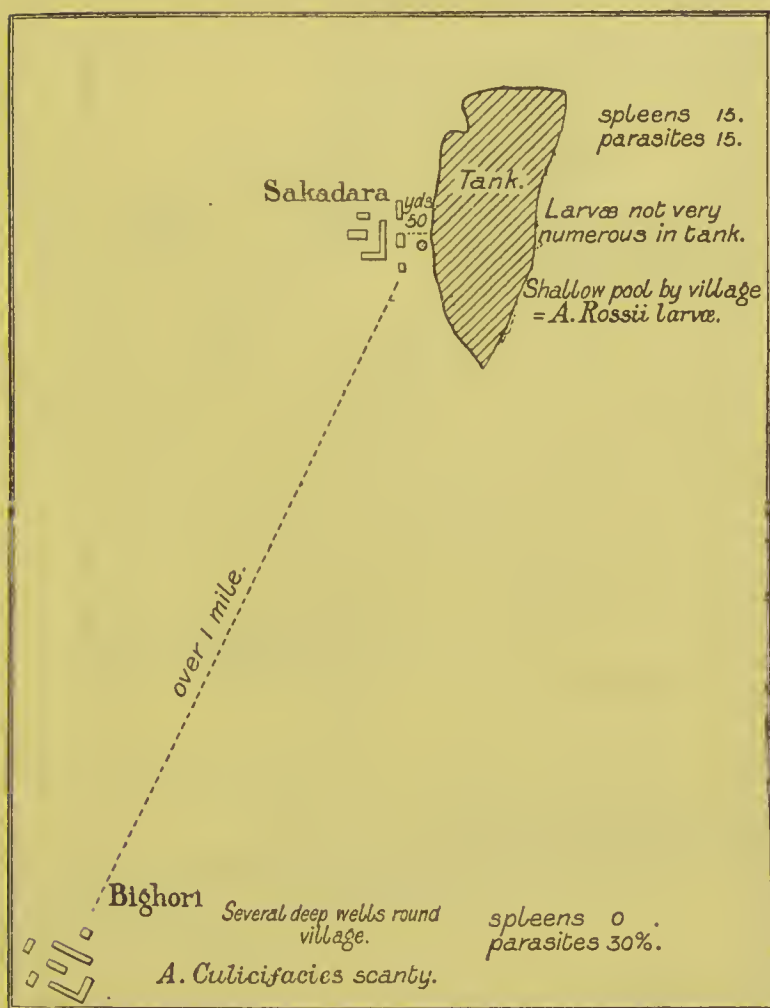 spleens 15.
parasites 15.
Tank.
Sakadara
yds
50
Larvæ not very
numerous in tank.
Shallow pool by village
= A. Rossii larvæ.
over 1 mile.
Bighori
Several deep wells round
village.
spleens 0 .
parasites 30%.
A. Culicifacies scanty.